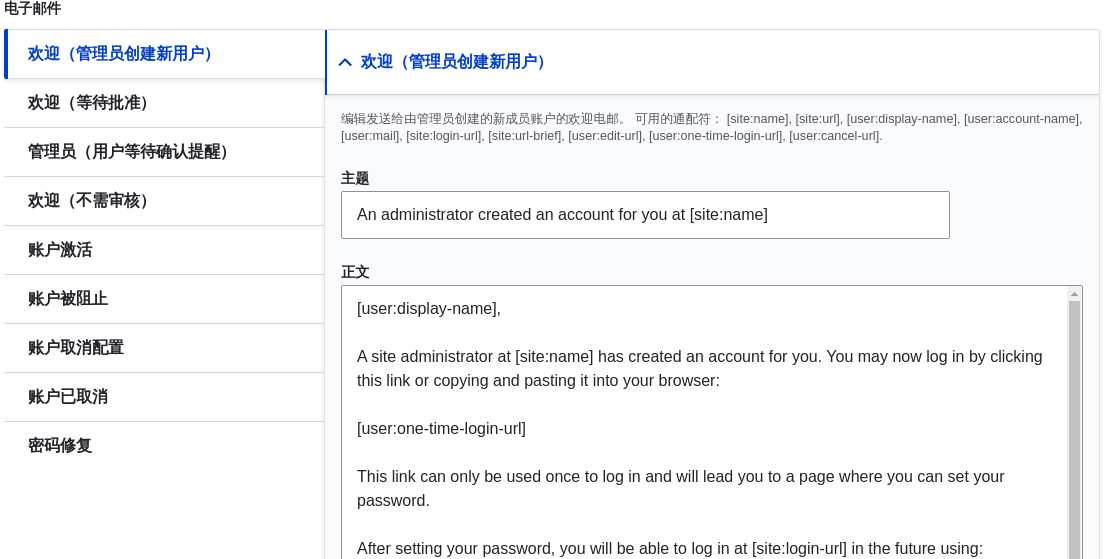 电子邮件
欢迎（管理员创建新用户）
欢迎（等待批准）
管理员（用户等待确认提醒）
欢迎（不需审核）
账户激活
账户被阻止
账户取消配置
账户已取消
密码修复
欢迎（管理员创建新用户）
编辑发送给由管理员创建的新成员账户的欢迎电邮。 可用的通配符： [site:name], [site:url], [user:display-name], [user:account-name],
[user:mail], [site:login-url], [site:url-brief], [user:edit-url], [user:one-time-login-url], [user:cancel-url].
主题
An administrator created an account for you at [site:name]
正文
[user:display-name],
A site administrator at [site:name] has created an account for you. You may now log in by clicking
this link or copying and pasting it into your browser:
[user:one-time-login-url]
This link can only be used once to log in and will lead you to a page where you can set your
password.
After setting your password, you will be able to log in at [site:login-url] in the future using: